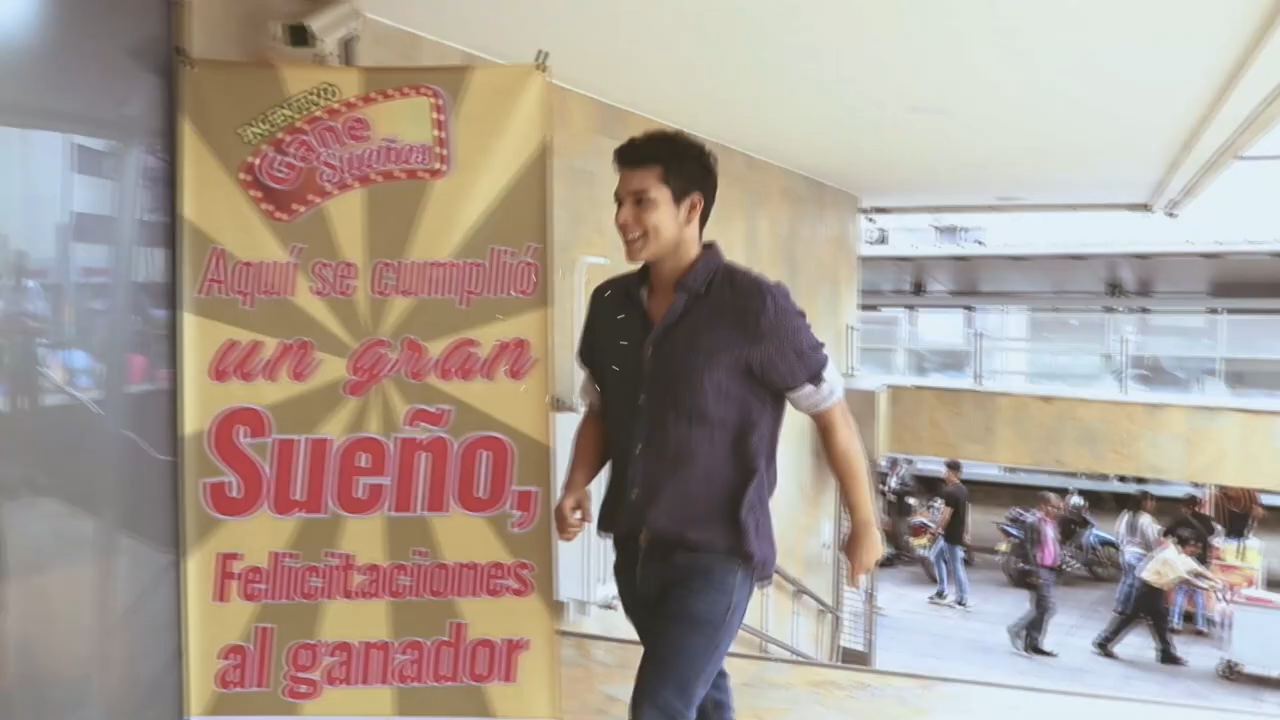 INCENTIVO
Gane
Sueños
Aquí se cumplió
un gran
Sueño,
Felicitaciones
al ganador